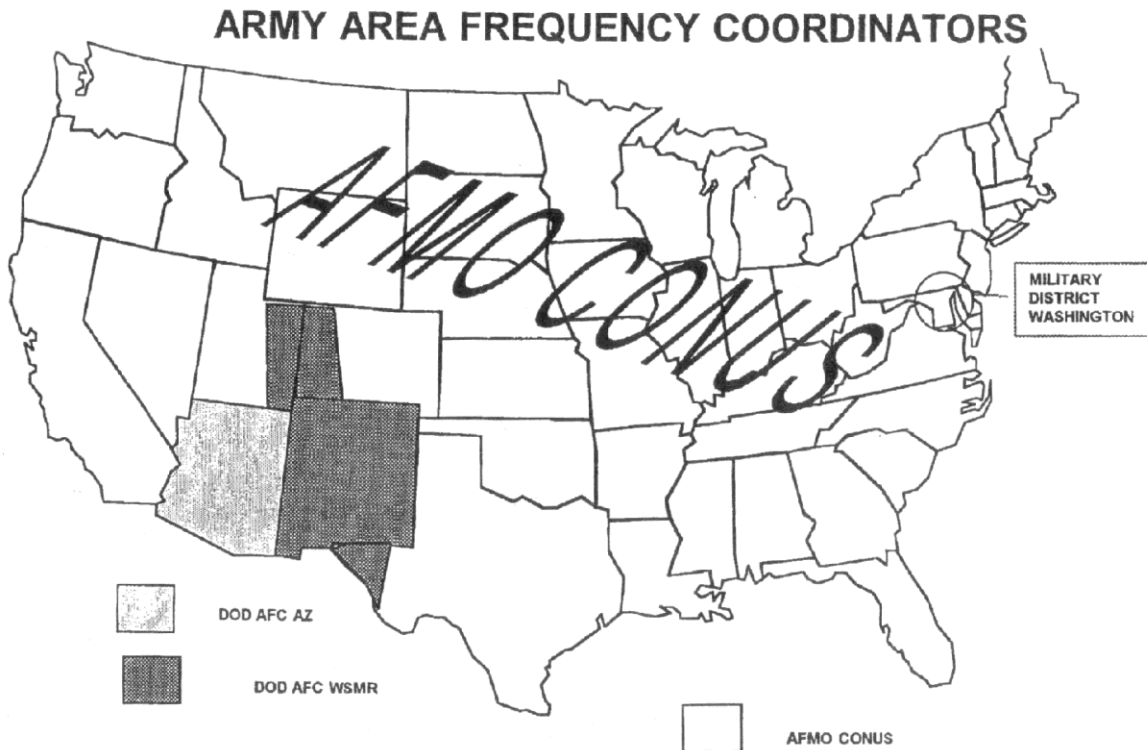 ARMY AREA FREQUENCY COORDINATORS
AFMO CONUS
MILITARY
DISTRICT
WASHINGTON
DOD AFC AZ
DOD AFC WSMR
AFMO CONUS